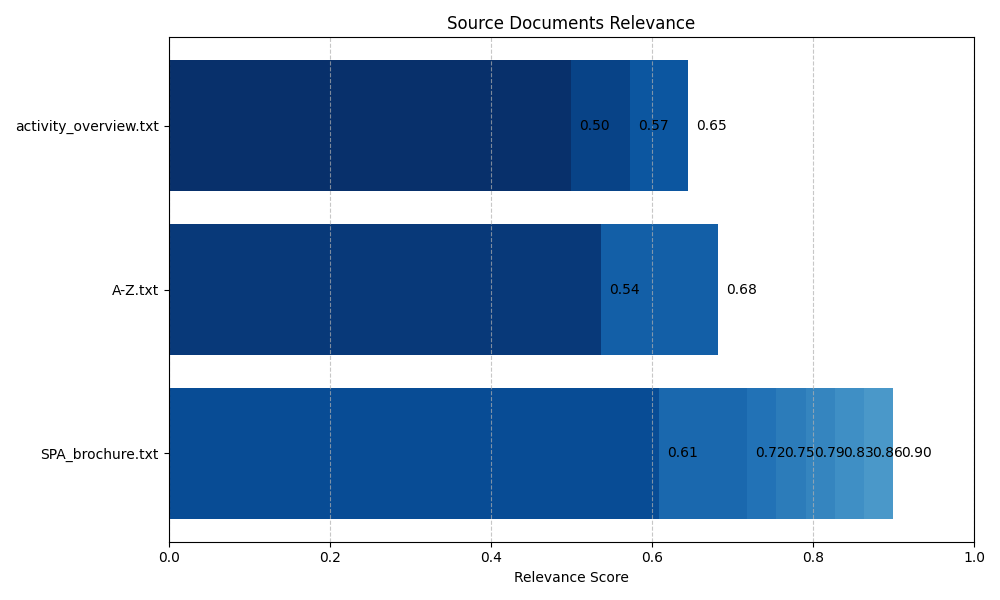 Source Documents Relevance
activity_overview.txt
0.50 0.57 0.65
A-Z.txt
0.54 0.68
SPA_brochure.txt
0.61 0.72 0.75 0.79 0.83 0.86 0.90
0.0 0.2 0.4 0.6 0.8 1.0
Relevance Score